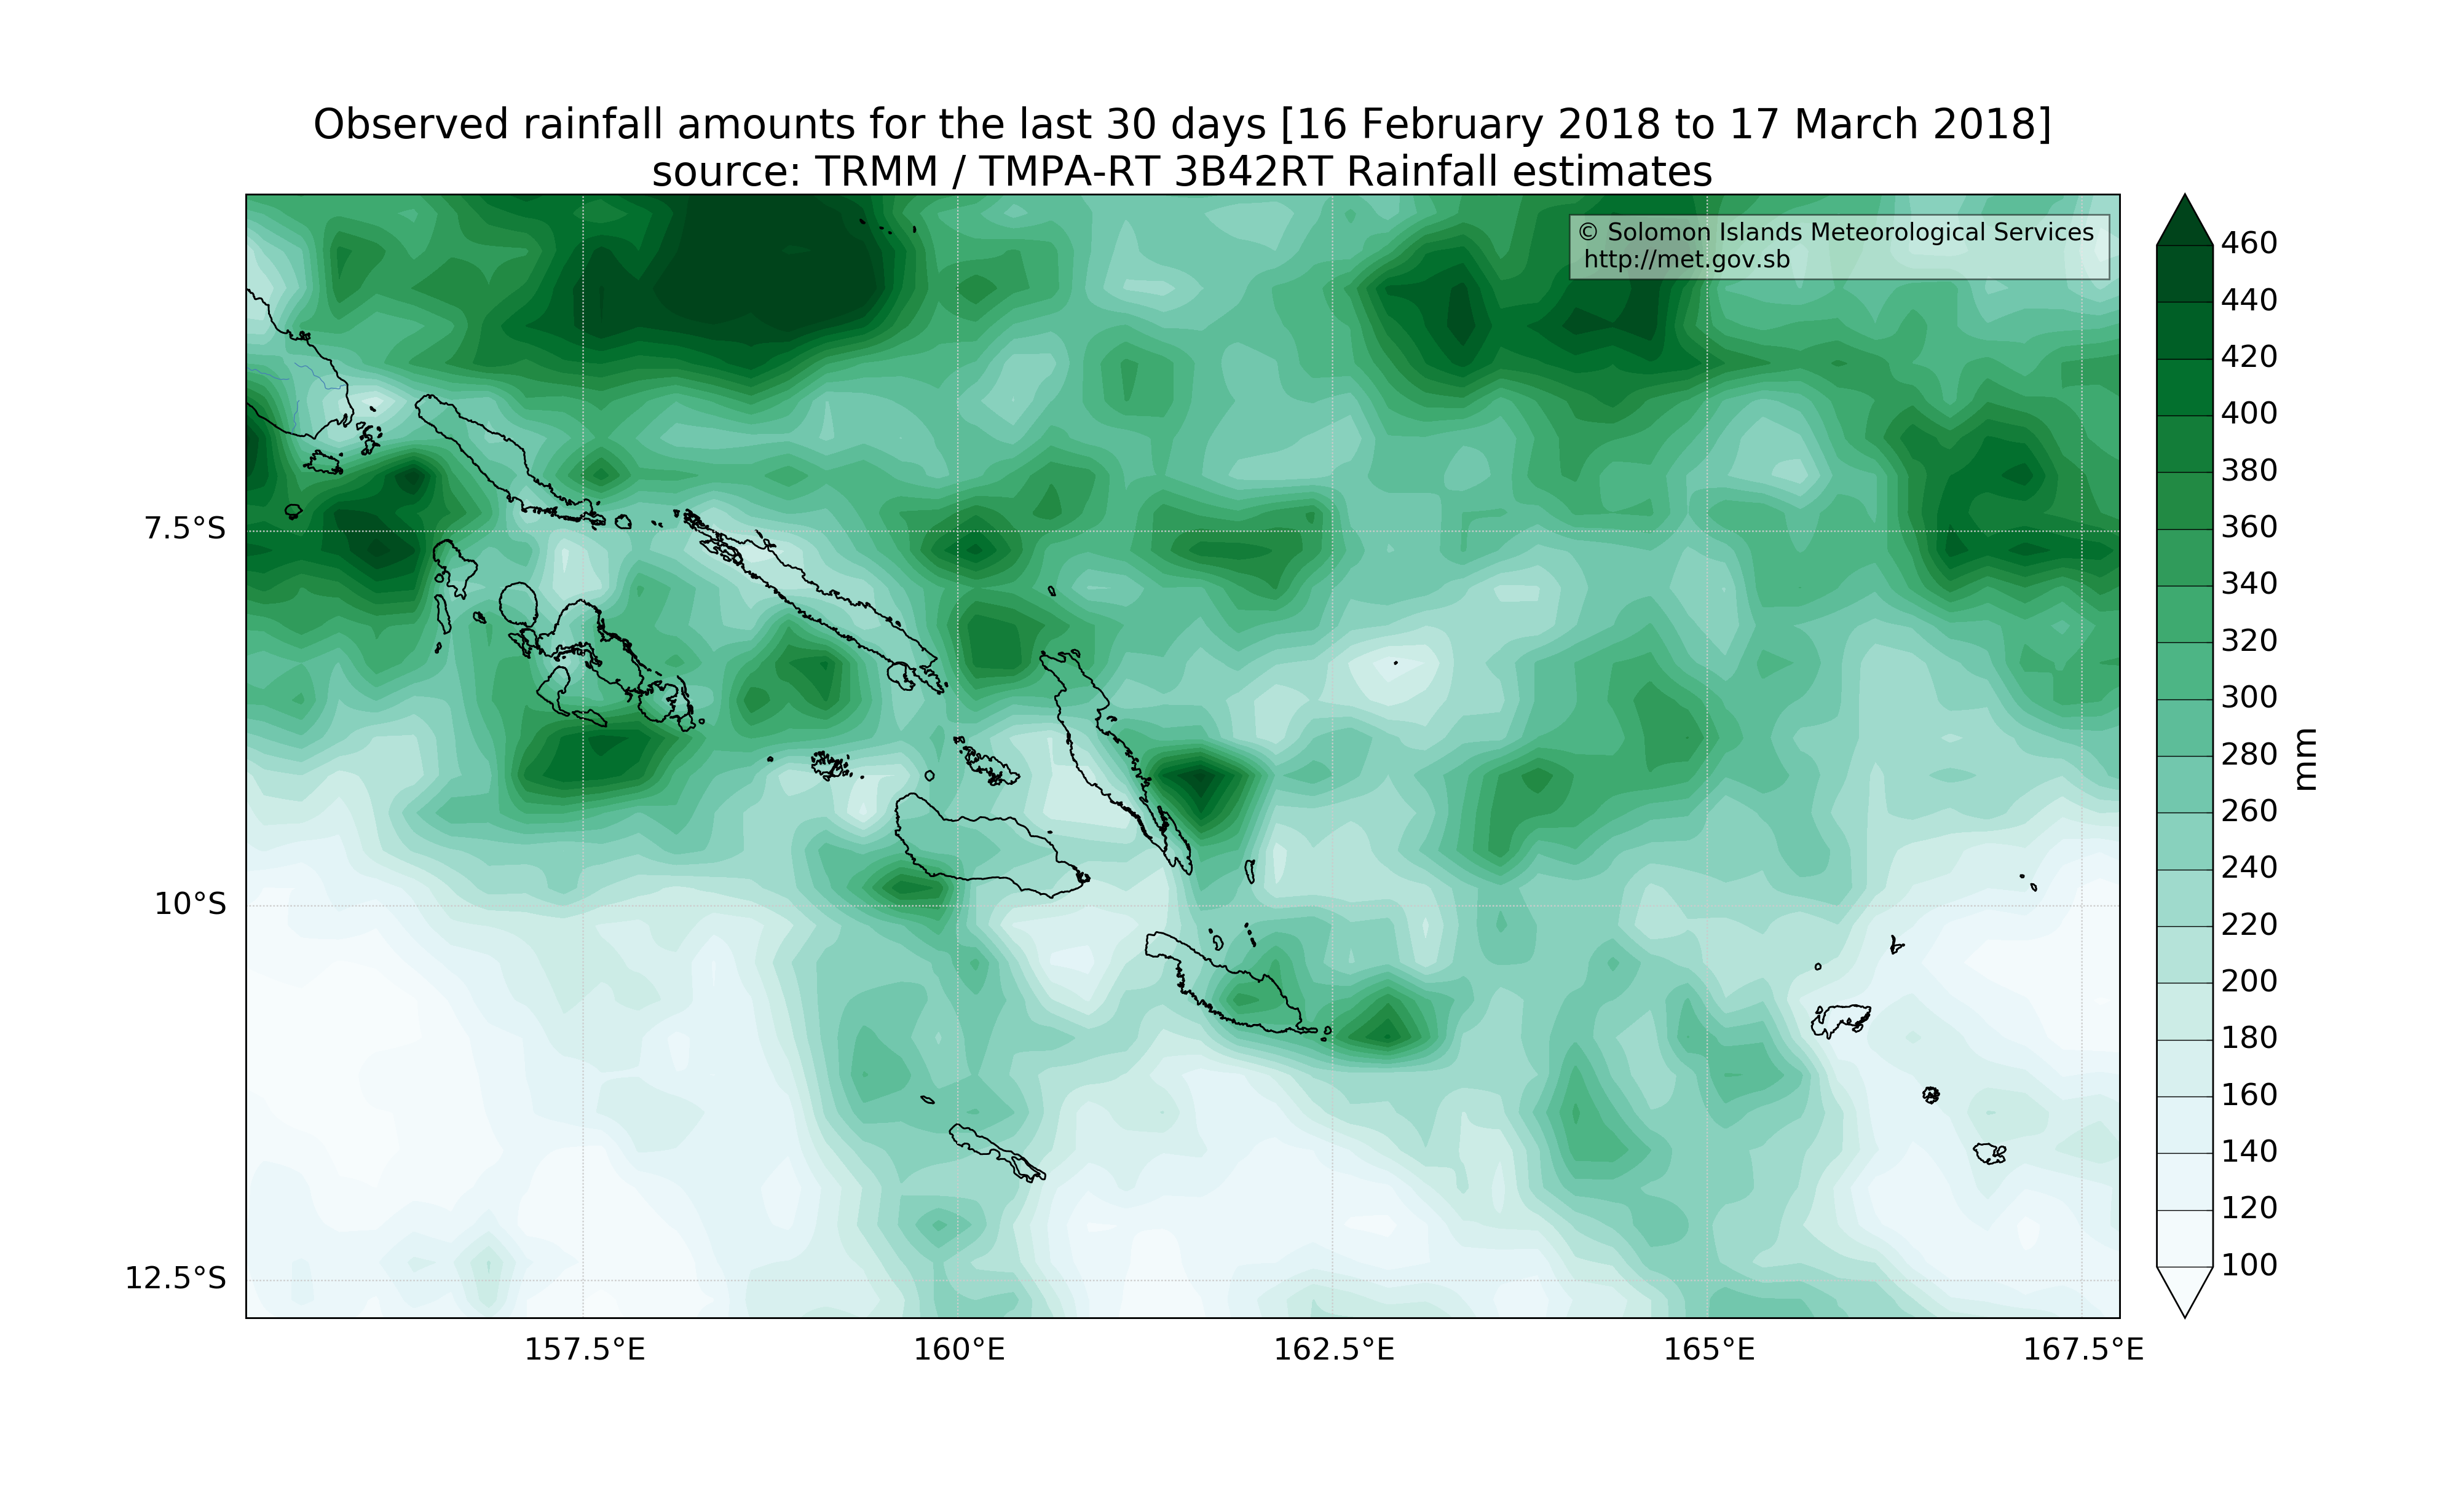 Observed rainfall amounts for the last 30 days [16 February 2018 to 17 March 2018]
source: TRMM / TMPA-RT 3B42RT Rainfall estimates
© Solomon Islands Meteorological Services
http://met.gov.sb
7.5°S
10°S
12.5°S
157.5°E
160°E
162.5°E
165°E
167.5°E
460
440
420
400
380
360
340
320
300
280
260
240
220
200
180
160
140
120
100
mm